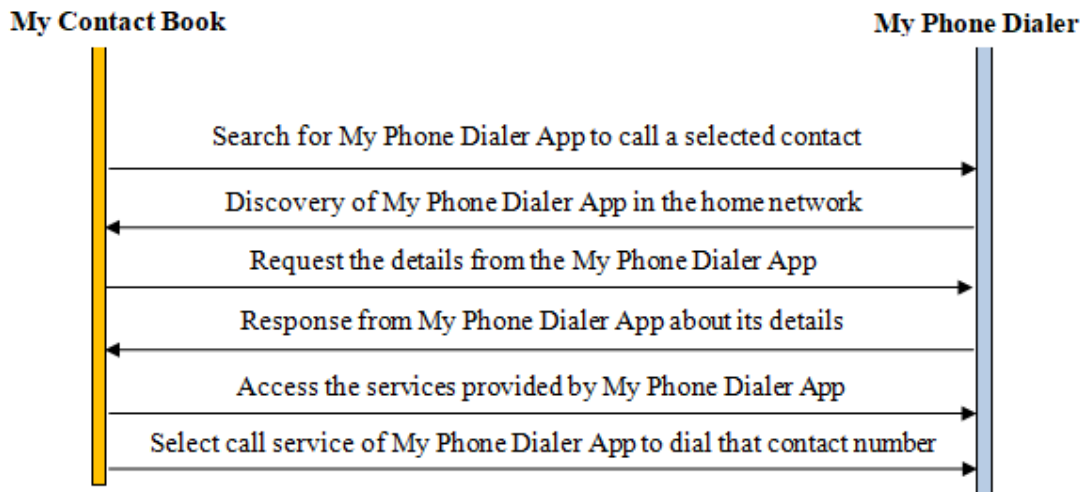 My Contact Book
My Phone Dialer
Search for My Phone Dialer App to call a selected contact
Discovery of My Phone Dialer App in the home network
Request the details from the My Phone Dialer App
Response from My Phone Dialer App about its details
Access the services provided by My Phone Dialer App
Select call service of My Phone Dialer App to dial that contact number